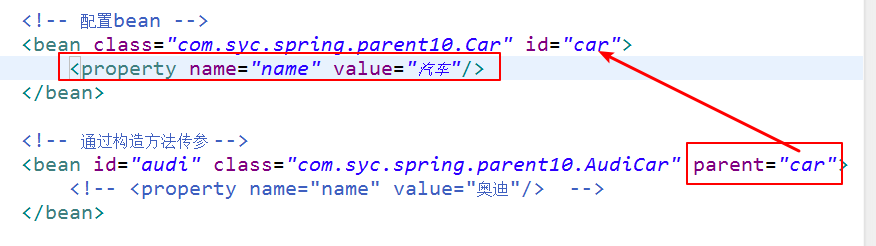 <!-- 配置bean -->
<bean class="com.syc.spring.parent10.Car" id="car">
<property name="name" value="汽车"/>
</bean>
<!-- 通过构造方法传参 -->
<bean id="audi" class="com.syc.spring.parent10.AudiCar" parent="car">
<!-- <property name="name" value="奥迪"/>  -->
</bean>